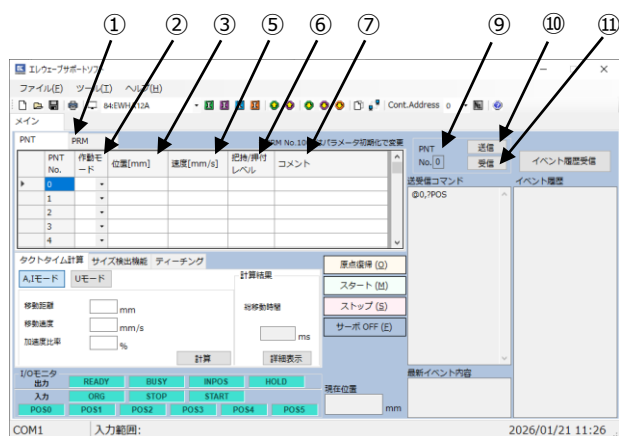 ① ② ③ ⑤ ⑥ ⑦ ⑨ ⑩ ⑪
エレウェーブサポートソフト
ファイル(F) ツール(T) ヘルプ(H)
84:EWH 12A Cont.Address 0
メイン
PNT PRM
PRM No.10 パラメータ初期化で変更
PNT No. 作動モード 位置[mm] 速度[mm/s] 把持/押付レベル コメント
0
1
2
3
4
PNT No. 0 送信 受信 イベント履歴受信
送受信コマンド イベント履歴
@0,?POS
タクトタイム計算 サイズ検出機能 ティーチング
A,Iモード Uモード 計算結果
移動距離 mm
移動速度 mm/s 総移動時間 ms
加速度比率 %
計算 詳細表示
原点復帰 (O)
スタート (M)
ストップ (S)
サーボ OFF (F)
I/Oモニタ
出力 READY BUSY INPOS HOLD
入力 ORG STOP START
POS0 POS1 POS2 POS3 POS4 POS5
現在位置 mm
最新イベント内容
COM1 入力範囲: 2026/01/21 11:26